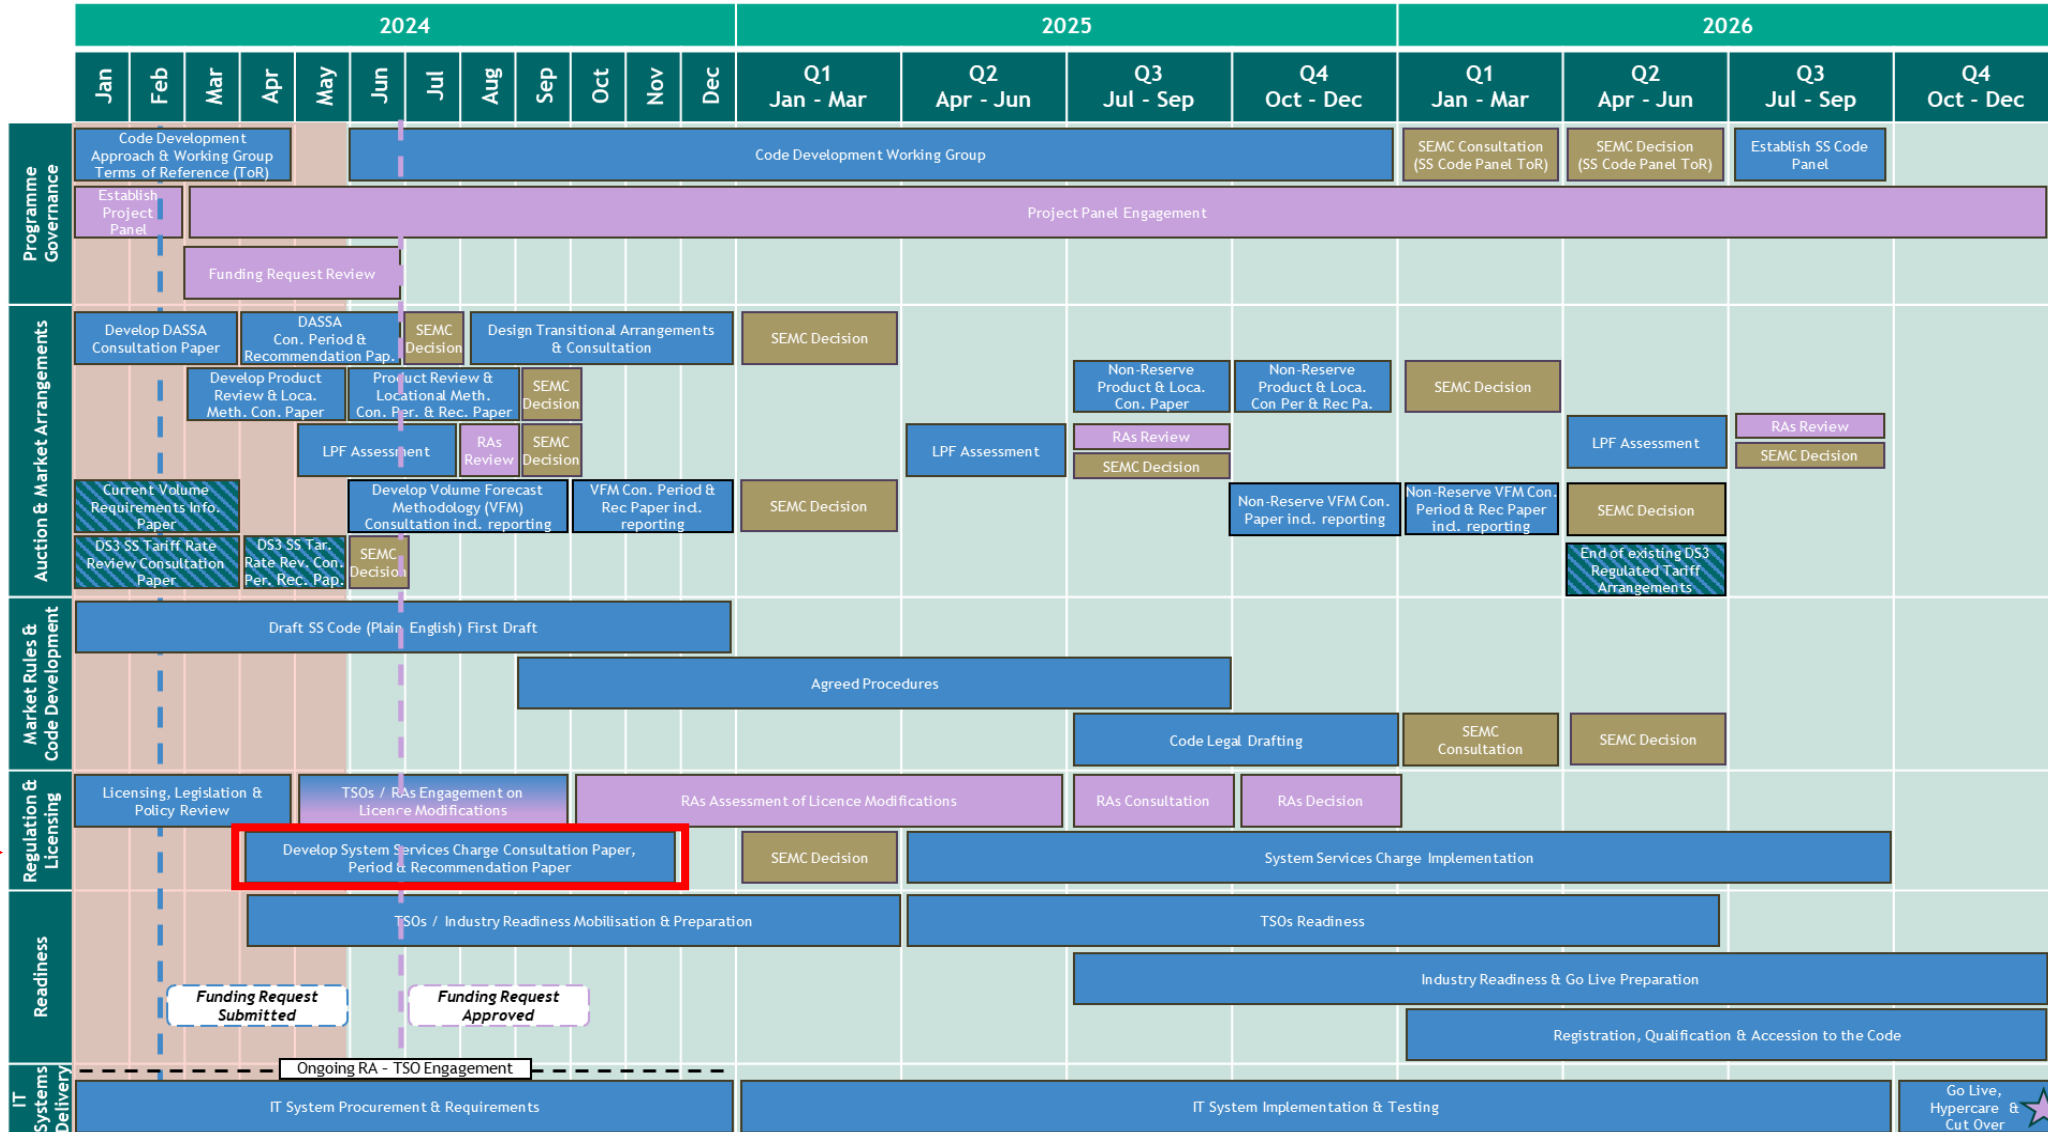 2024
2025
2026
Jan
Feb
Mar
Apr
May
Jun
Jul
Aug
Sep
Oct
Nov
Dec
Q1
Jan - Mar
Q2
Apr - Jun
Q3
Jul - Sep
Q4
Oct - Dec
Q1
Jan - Mar
Q2
Apr - Jun
Q3
Jul - Sep
Q4
Oct - Dec
Programme
Governance
Code Development
Approach & Working Group
Terms of Reference (ToR)
Code Development Working Group
SEMC Consultation
(SS Code Panel ToR)
SEMC Decision
(SS Code Panel ToR)
Establish SS Code
Panel
Establish
Project
Panel
Project Panel Engagement
Funding Request Review
Auction & Market Arrangements
Develop DASSA
Consultation Paper
DASSA
Con. Period &
Recommendation Pap.
SEMC
Decision
Design Transitional Arrangements
& Consultation
SEMC Decision
Develop Product
Review & Loca.
Meth. Con. Paper
Product Review &
Locational Meth.
Con. Per. & Rec. Paper
SEMC
Decision
Non-Reserve
Product & Loca.
Con. Paper
Non-Reserve
Product & Loca.
Con Per & Rec Pa.
SEMC Decision
LPF Assessment
RAs
Review
SEMC
Decision
LPF Assessment
RAs Review
SEMC Decision
LPF Assessment
RAs Review
SEMC Decision
Current Volume
Requirements Info.
Paper
Develop Volume Forecast
Methodology (VFM)
Consultation incl. reporting
VFM Con. Period &
Rec Paper incl.
reporting
SEMC Decision
Non-Reserve VFM Con.
Paper incl. reporting
Non-Reserve VFM Con.
Period & Rec Paper
incl. reporting
SEMC Decision
DS3 SS Tariff Rate
Review Consultation
Paper
DS3 SS Tar.
Rate Rev. Con.
Per. Rec. Pap.
SEMC
Decision
End of existing DS3
Regulated Tariff
Arrangements
Market Rules &
Code Development
Draft SS Code (Plain English) First Draft
Agreed Procedures
Code Legal Drafting
SEMC
Consultation
SEMC Decision
Regulation &
Licensing
Licensing, Legislation &
Policy Review
TSOs / RAs Engagement on
Licence Modifications
RAs Assessment of Licence Modifications
RAs Consultation
RAs Decision
Develop System Services Charge Consultation Paper,
Period & Recommendation Paper
SEMC Decision
System Services Charge Implementation
Readiness
TSOs / Industry Readiness Mobilisation & Preparation
TSOs Readiness
Industry Readiness & Go Live Preparation
Funding Request
Submitted
Funding Request
Approved
Registration, Qualification & Accession to the Code
IT
Systems
Delivery
Ongoing RA - TSO Engagement
IT System Procurement & Requirements
IT System Implementation & Testing
Go Live,
Hypercare &
Cut Over